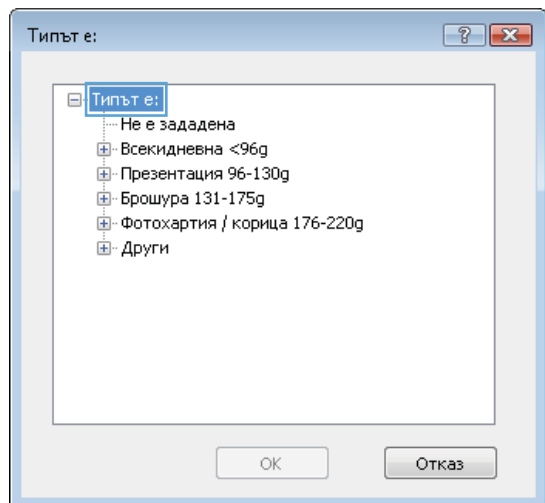 Типът е:
Типът е:
Не е зададена
Всекидневна <96g
Презентация 96-130g
Брошура 131-175g
Фотохартия / корица 176-220g
Други
OK
Отказ